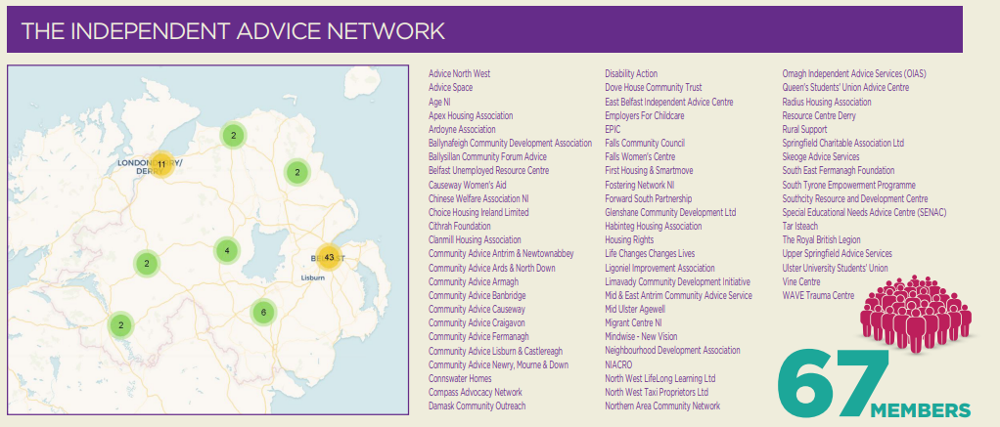 THE INDEPENDENT ADVICE NETWORK
2
11
LONDON RY/
DERR
2
4
2
43
BE ST
Lisburn
6
2
Advice North West
Advice Space
Age NI
Apex Housing Association
Ardoyne Association
Ballynafeigh Community Development Association
Ballysillan Community Forum Advice
Belfast Unemployed Resource Centre
Causeway Women's Aid
Chinese Welfare Association NI
Choice Housing Ireland Limited
Cithrah Foundation
Clanmill Housing Association
Community Advice Antrim & Newtownabbey
Community Advice Ards & North Down
Community Advice Armagh
Community Advice Banbridge
Community Advice Causeway
Community Advice Craigavon
Community Advice Fermanagh
Community Advice Lisburn & Castlereagh
Community Advice Newry, Mourne & Down
Connswater Homes
Compass Advocacy Network
Damask Community Outreach
Disability Action
Dove House Community Trust
East Belfast Independent Advice Centre
Employers For Childcare
EPIC
Falls Community Council
Falls Women's Centre
First Housing & Smartmove
Fostering Network NI
Forward South Partnership
Glenshane Community Development Ltd
Habinteg Housing Association
Housing Rights
Life Changes Changes Lives
Ligoniel Improvement Association
Limavady Community Development Initiative
Mid & East Antrim Community Advice Service
Mid Ulster Agewell
Migrant Centre NI
Mindwise - New Vision
Neighbourhood Development Association
NIACRO
North West LifeLong Learning Ltd
North West Taxi Proprietors Ltd
Northern Area Community Network
Omagh Independent Advice Services (OIAS)
Queen's Students' Union Advice Centre
Radius Housing Association
Resource Centre Derry
Rural Support
Springfield Charitable Association Ltd
Skeoge Advice Services
South East Fermanagh Foundation
South Tyrone Empowerment Programme
Southcity Resource and Development Centre
Special Educational Needs Advice Centre (SENAC)
Tar Isteach
The Royal British Legion
Upper Springfield Advice Services
Ulster University Students' Union
Vine Centre
WAVE Trauma Centre
67 MEMBERS